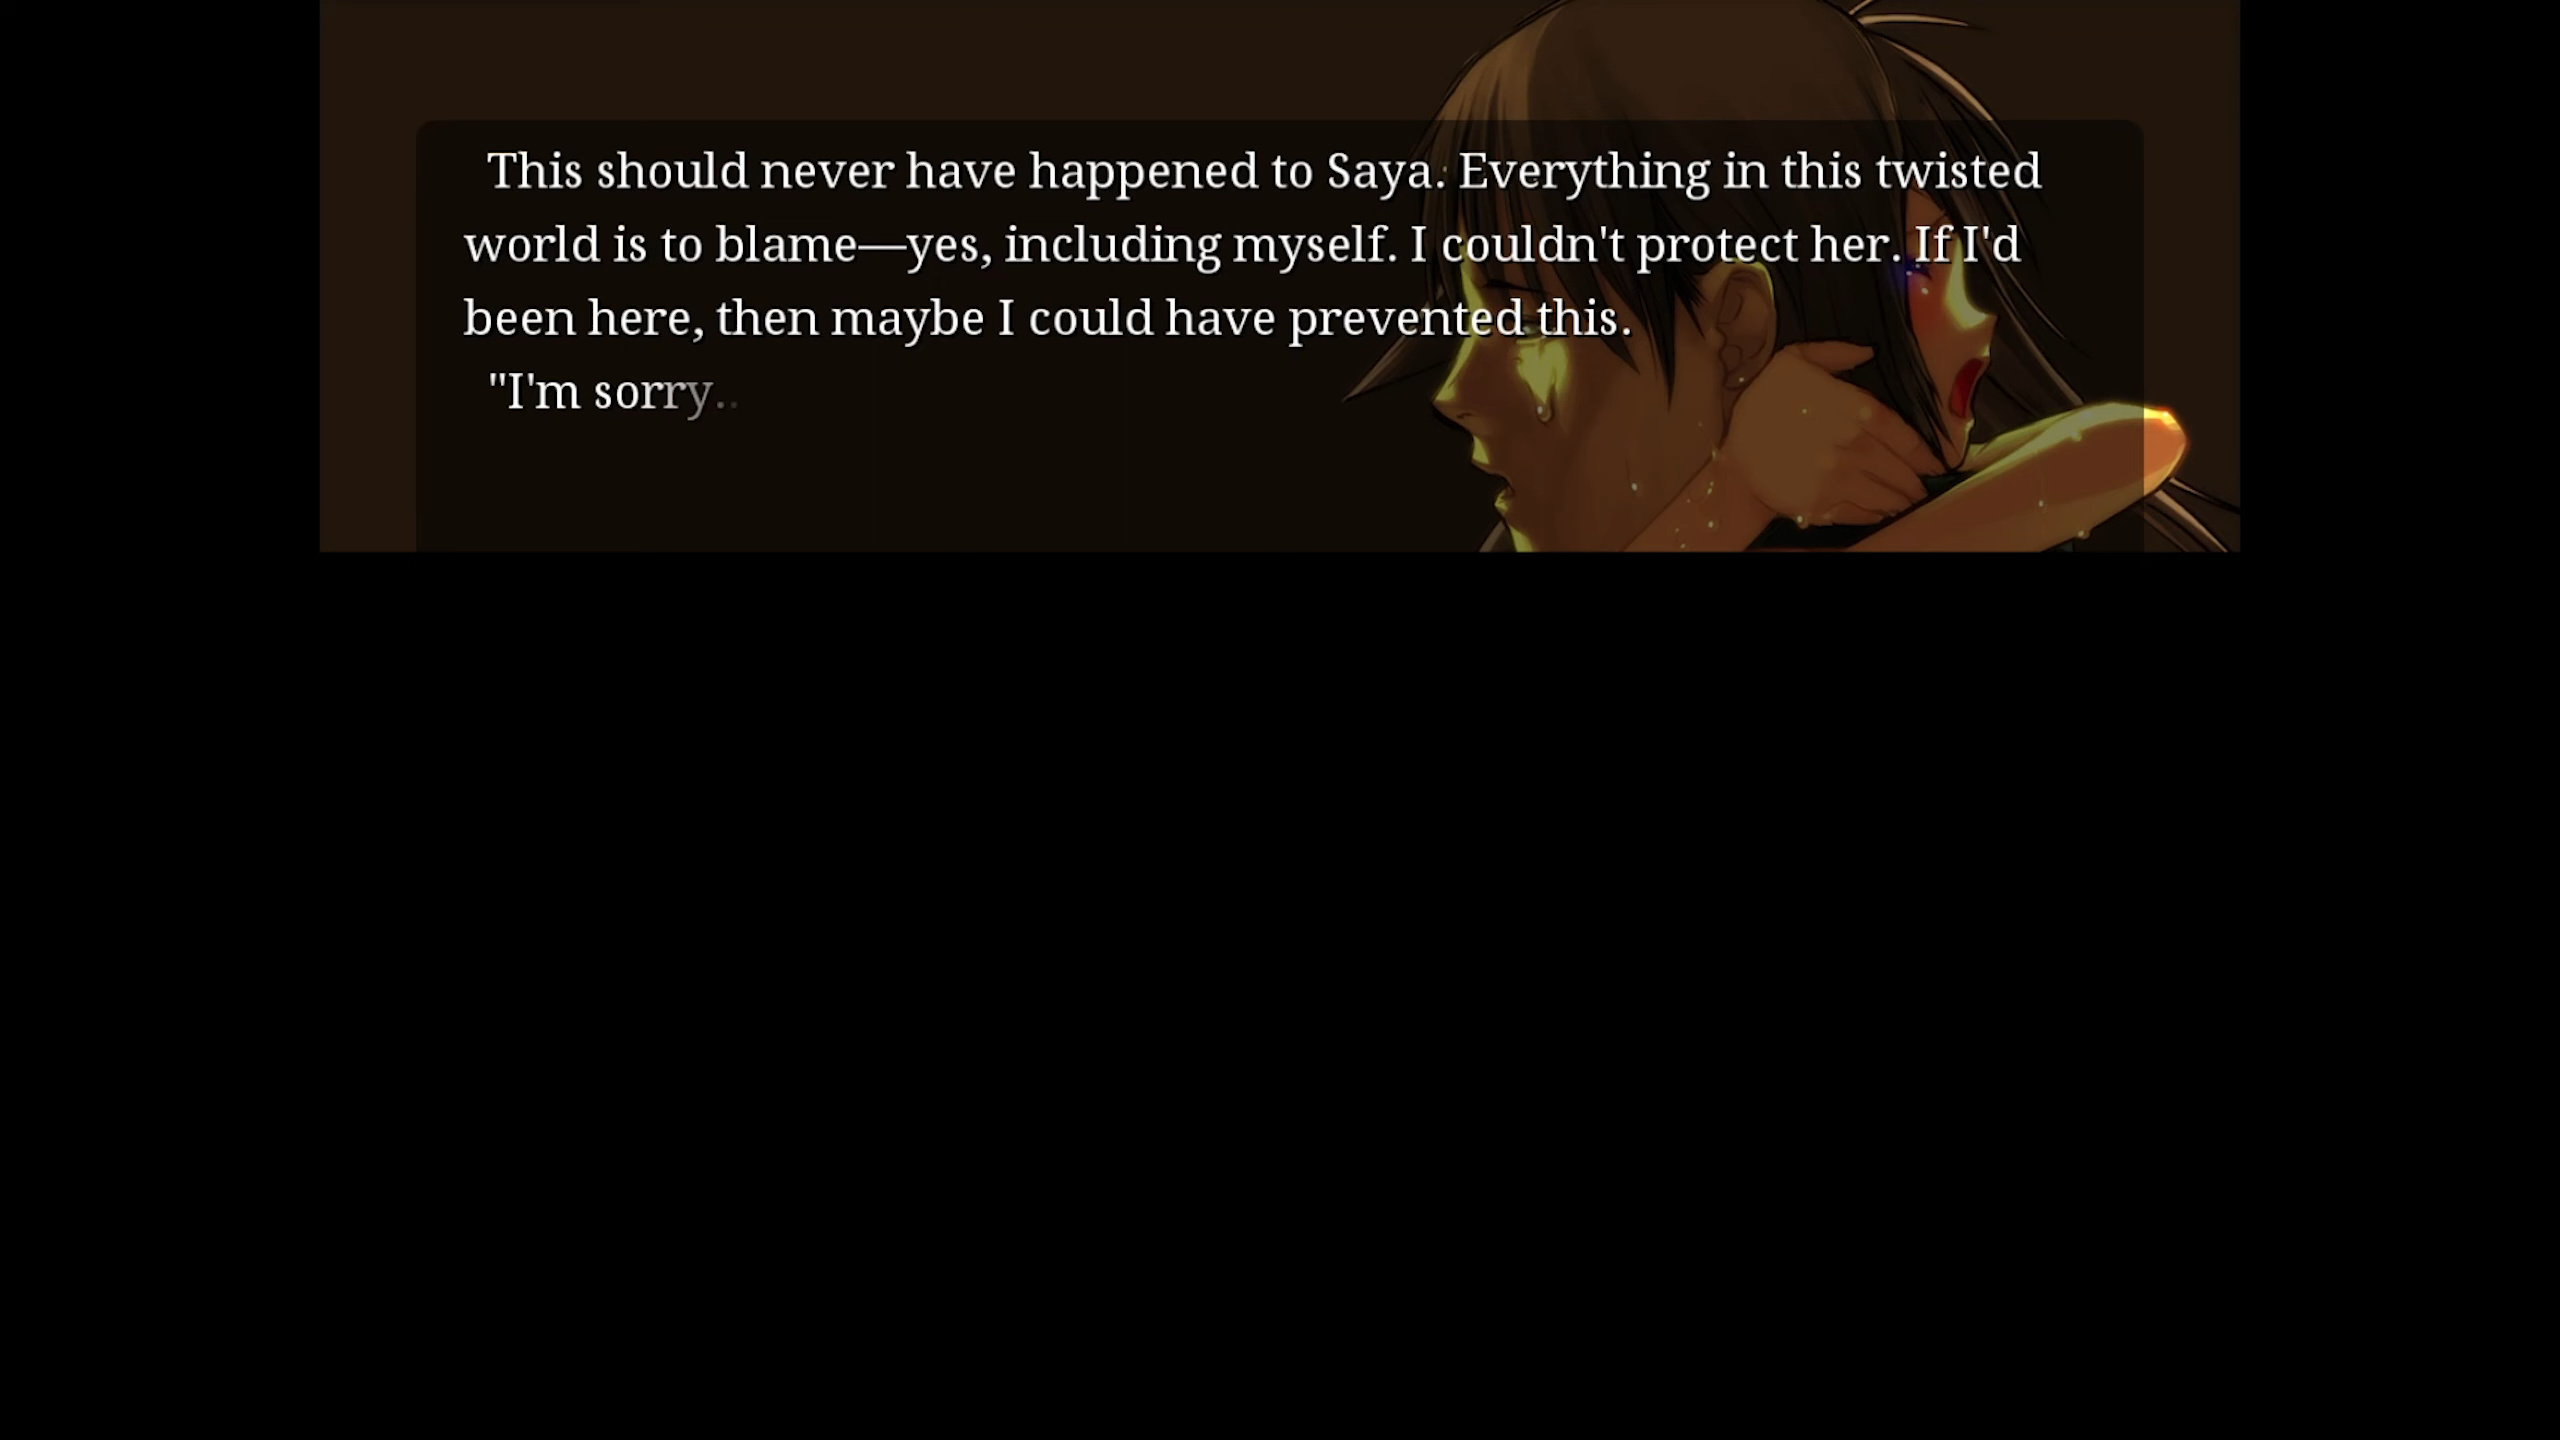 This should never have happened to Saya. Everything in this twisted
world is to blame—yes, including myself. I couldn't protect her. If I'd
been here, then maybe I could have prevented this.
"I'm sorry..